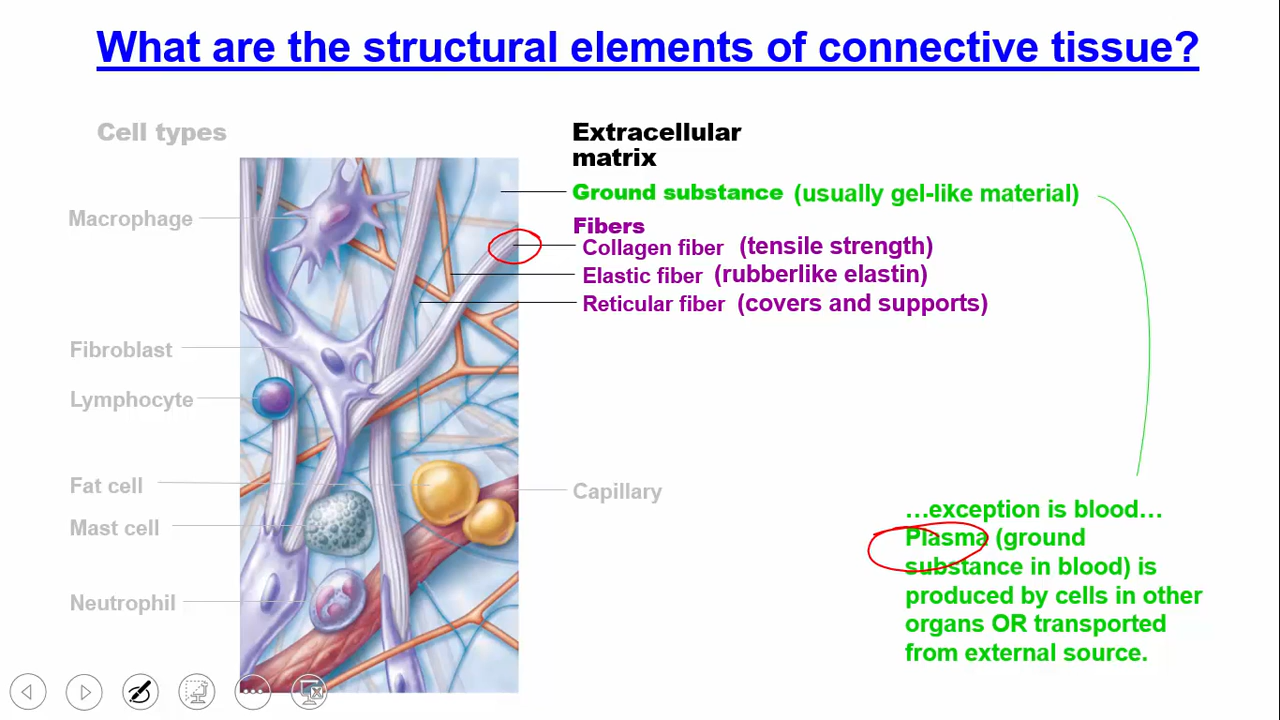 What are the structural elements of connective tissue?
Cell types
Macrophage
Fibroblast
Lymphocyte
Fat cell
Mast cell
Neutrophil
Extracellular
matrix
Ground substance (usually gel-like material)
Fibers
Collagen fiber (tensile strength)
Elastic fiber (rubberlike elastin)
Reticular fiber (covers and supports)
Capillary
…exception is blood…
Plasma (ground
substance in blood) is
produced by cells in other
organs OR transported
from external source.